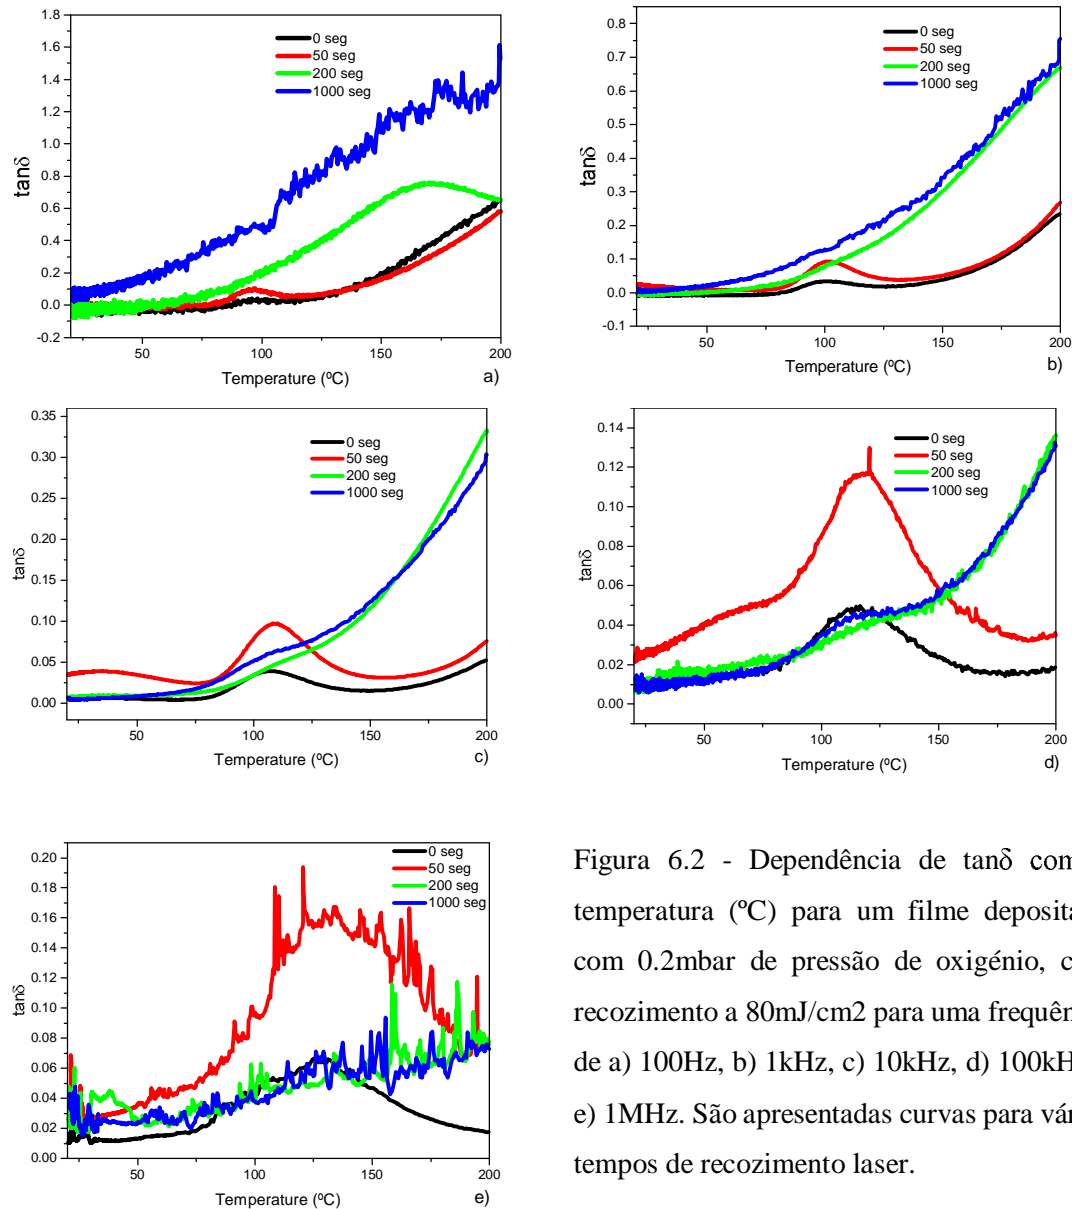 1.8
1.6
1.4
1.2
1.0
0.8
0.6
0.4
0.2
0.0
-0.2
tanδ
0 seg
50 seg
200 seg
1000 seg
50 100 150 200
Temperature (ºC)
a)
0.8
0.7
0.6
0.5
0.4
0.3
0.2
0.1
0.0
-0.1
tanδ
0 seg
50 seg
200 seg
1000 seg
50 100 150 200
Temperature (ºC)
b)
0.35
0.30
0.25
0.20
0.15
0.10
0.05
0.00
tanδ
0 seg
50 seg
200 seg
1000 seg
50 100 150 200
Temperature (ºC)
c)
0.14
0.12
0.10
0.08
0.06
0.04
0.02
0.00
tanδ
0 seg
50 seg
200 seg
1000 seg
50 100 150 200
Temperature (ºC)
d)
0.20
0.18
0.16
0.14
0.12
0.10
0.08
0.06
0.04
0.02
0.00
tanδ
0 seg
50 seg
200 seg
1000 seg
50 100 150 200
Temperature (ºC)
e)
Figura 6.2 - Dependência de tanδ com
temperatura (ºC) para um filme deposita
com 0.2mbar de pressão de oxigénio, c
recozimento a 80mJ/cm2 para uma frequên
de a) 100Hz, b) 1kHz, c) 10kHz, d) 100kH
e) 1MHz. São apresentadas curvas para vár
tempos de recozimento laser.